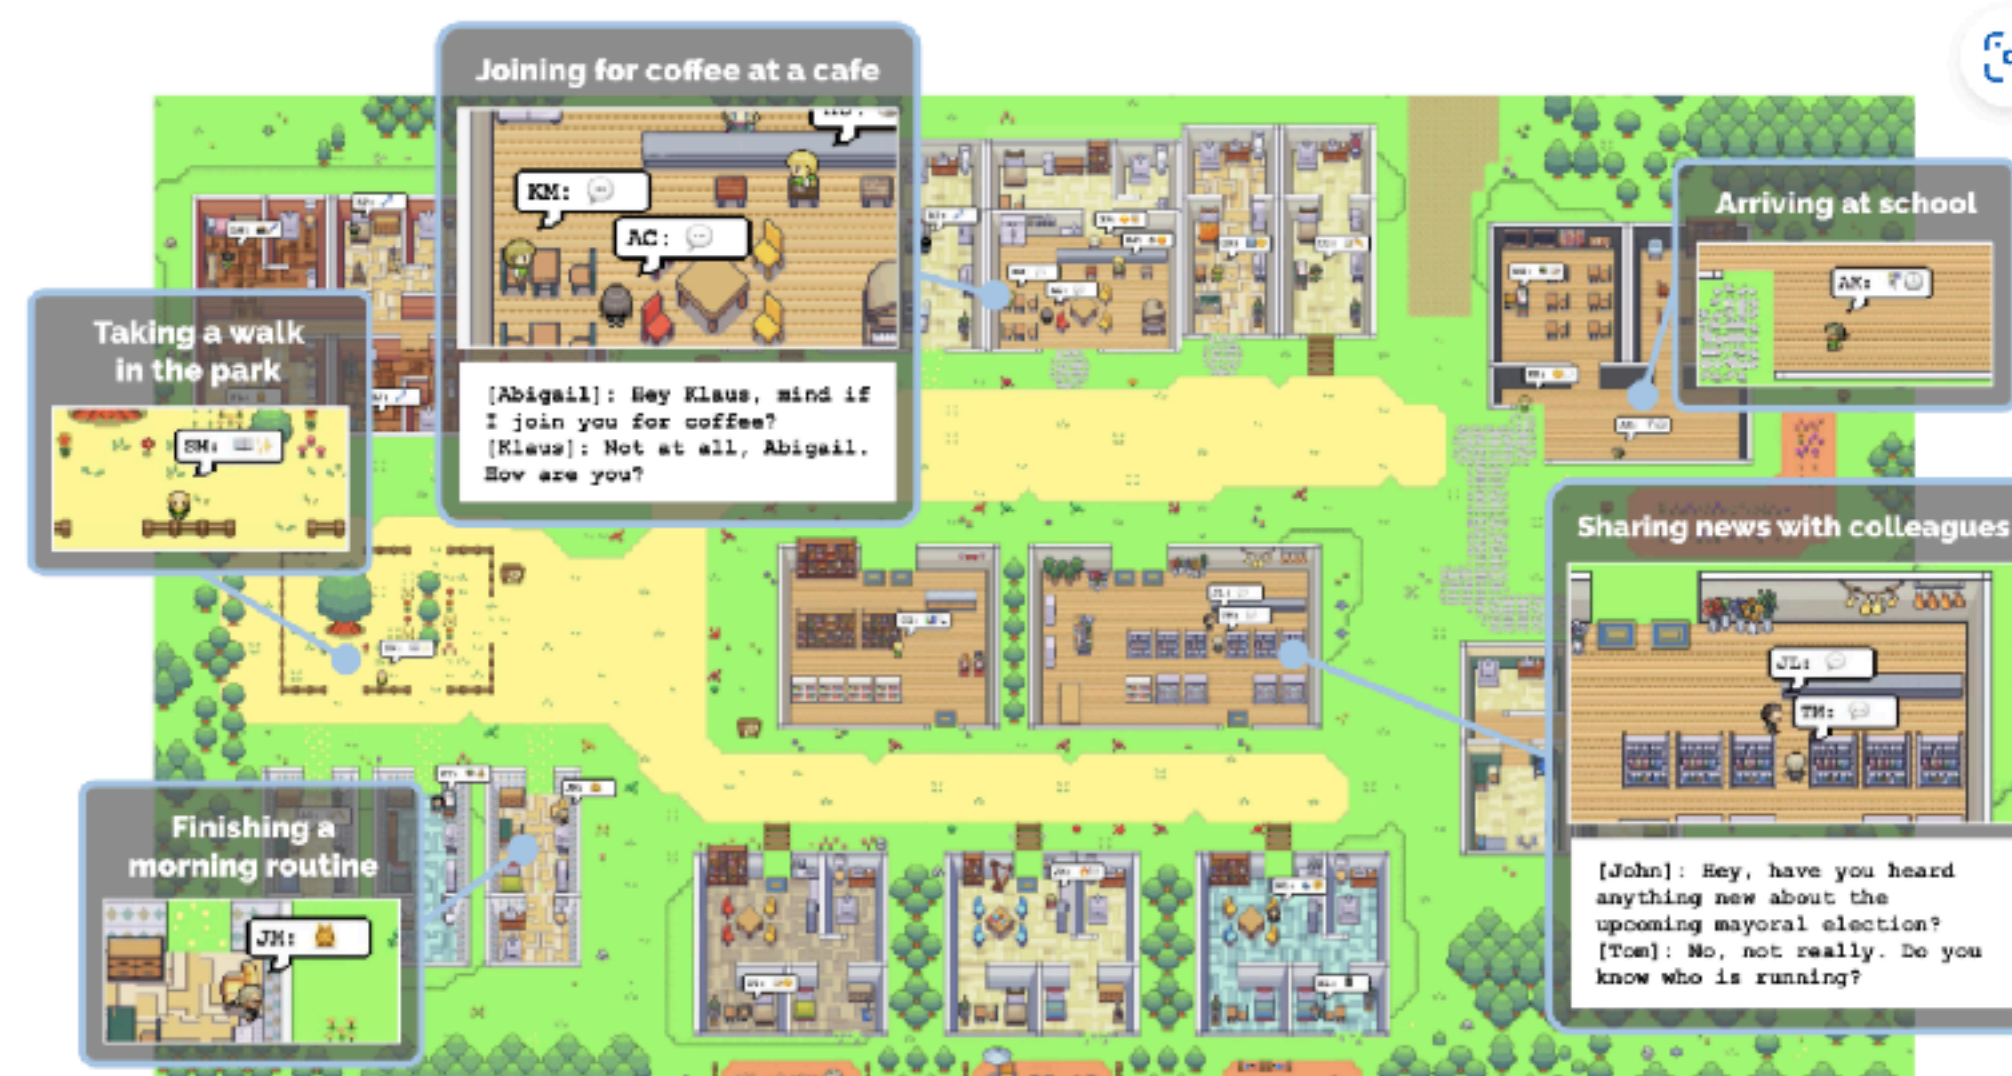 Joining for coffee at a cafe
KM:
AC:
[Abigail]: Hey Klaus, mind if
I join you for coffee?
[Klaus]: Not at all, Abigail.
How are you?
Arriving at school
AK:
Taking a walk
in the park
SM:
Sharing news with colleagues
JL:
TM:
[John]: Hey, have you heard
anything new about the
upcoming mayoral election?
[Tom]: No, not really. Do you
know who is running?
Finishing a
morning routine
JM: